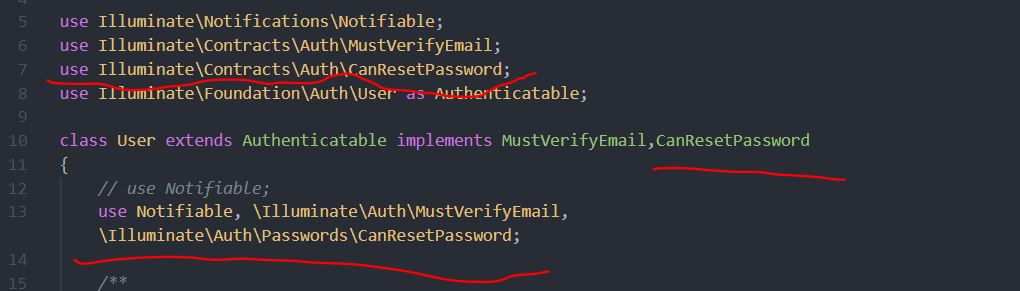 5 use Illuminate\Notifications\Notifiable;
6 use Illuminate\Contracts\Auth\MustVerifyEmail;
7 use Illuminate\Contracts\Auth\CanResetPassword;
8 use Illuminate\Foundation\Auth\User as Authenticatable;
9
10 class User extends Authenticatable implements MustVerifyEmail,CanResetPassword
11 {
12 // use Notifiable;
13 use Notifiable, \Illuminate\Auth\MustVerifyEmail,
\Illuminate\Auth\Passwords\CanResetPassword;
14
15 /**